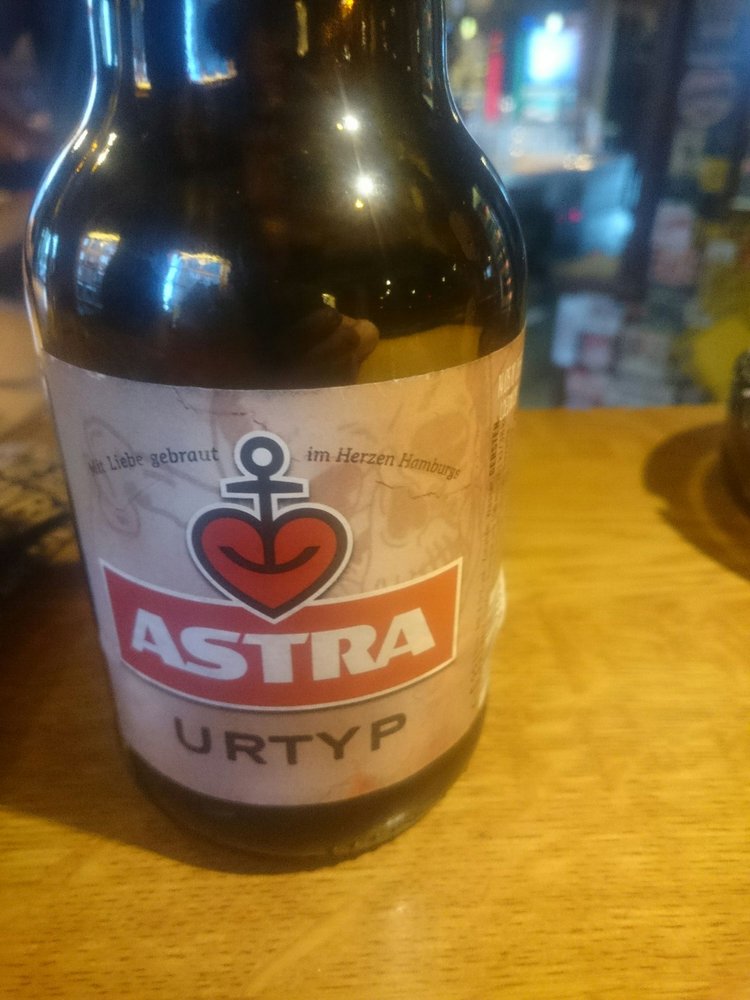 Mit Liebe gebraut im Herzen Hamburgs
ASTRA
URTYP